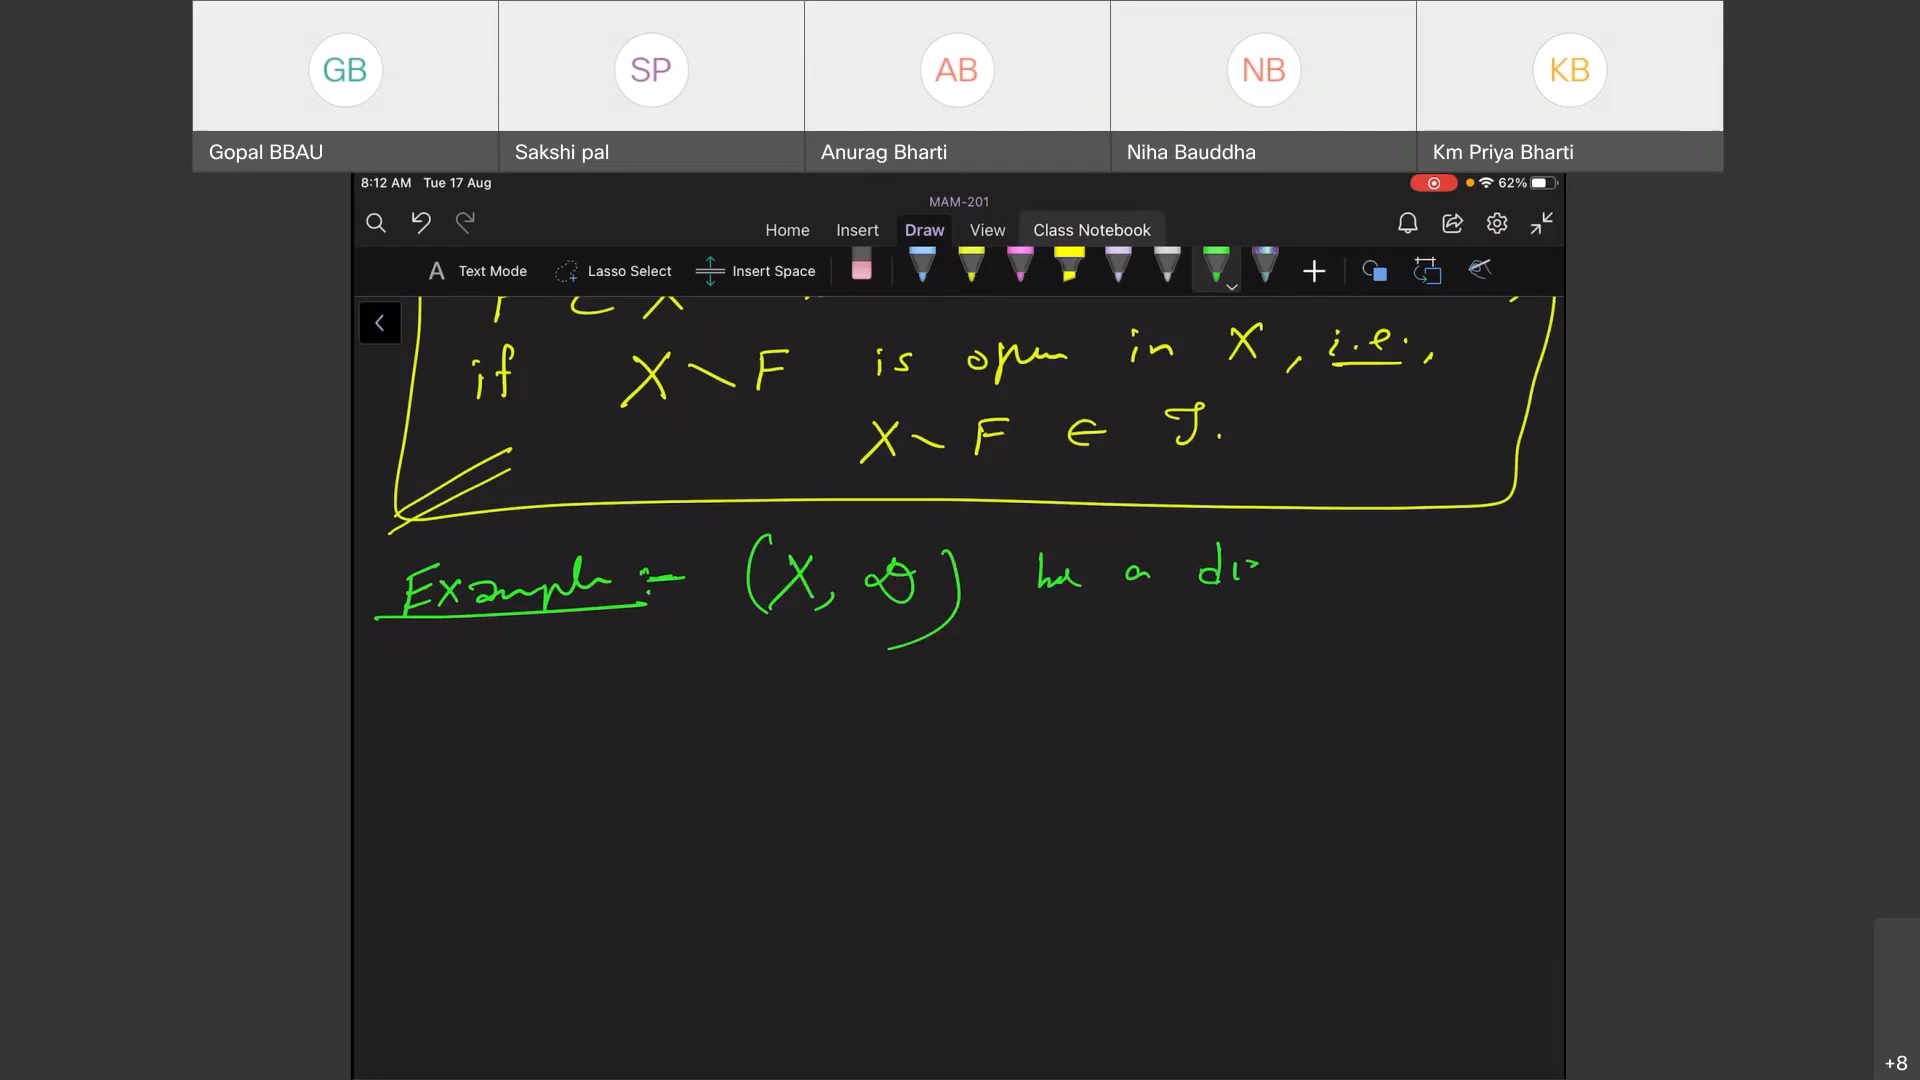 GB SP AB NB KB
Gopal BBAU Sakshi pal Anurag Bharti Niha Bauddha Km Priya Bharti
8:12 AM Tue 17 Aug 62%
MAM-201
Home Insert Draw View Class Notebook
A Text Mode Lasso Select Insert Space
if X \ F is open in X, i.e.,
X \ F ∈ 𝒯.
Example :- (X, 𝒟) be a dis
+8